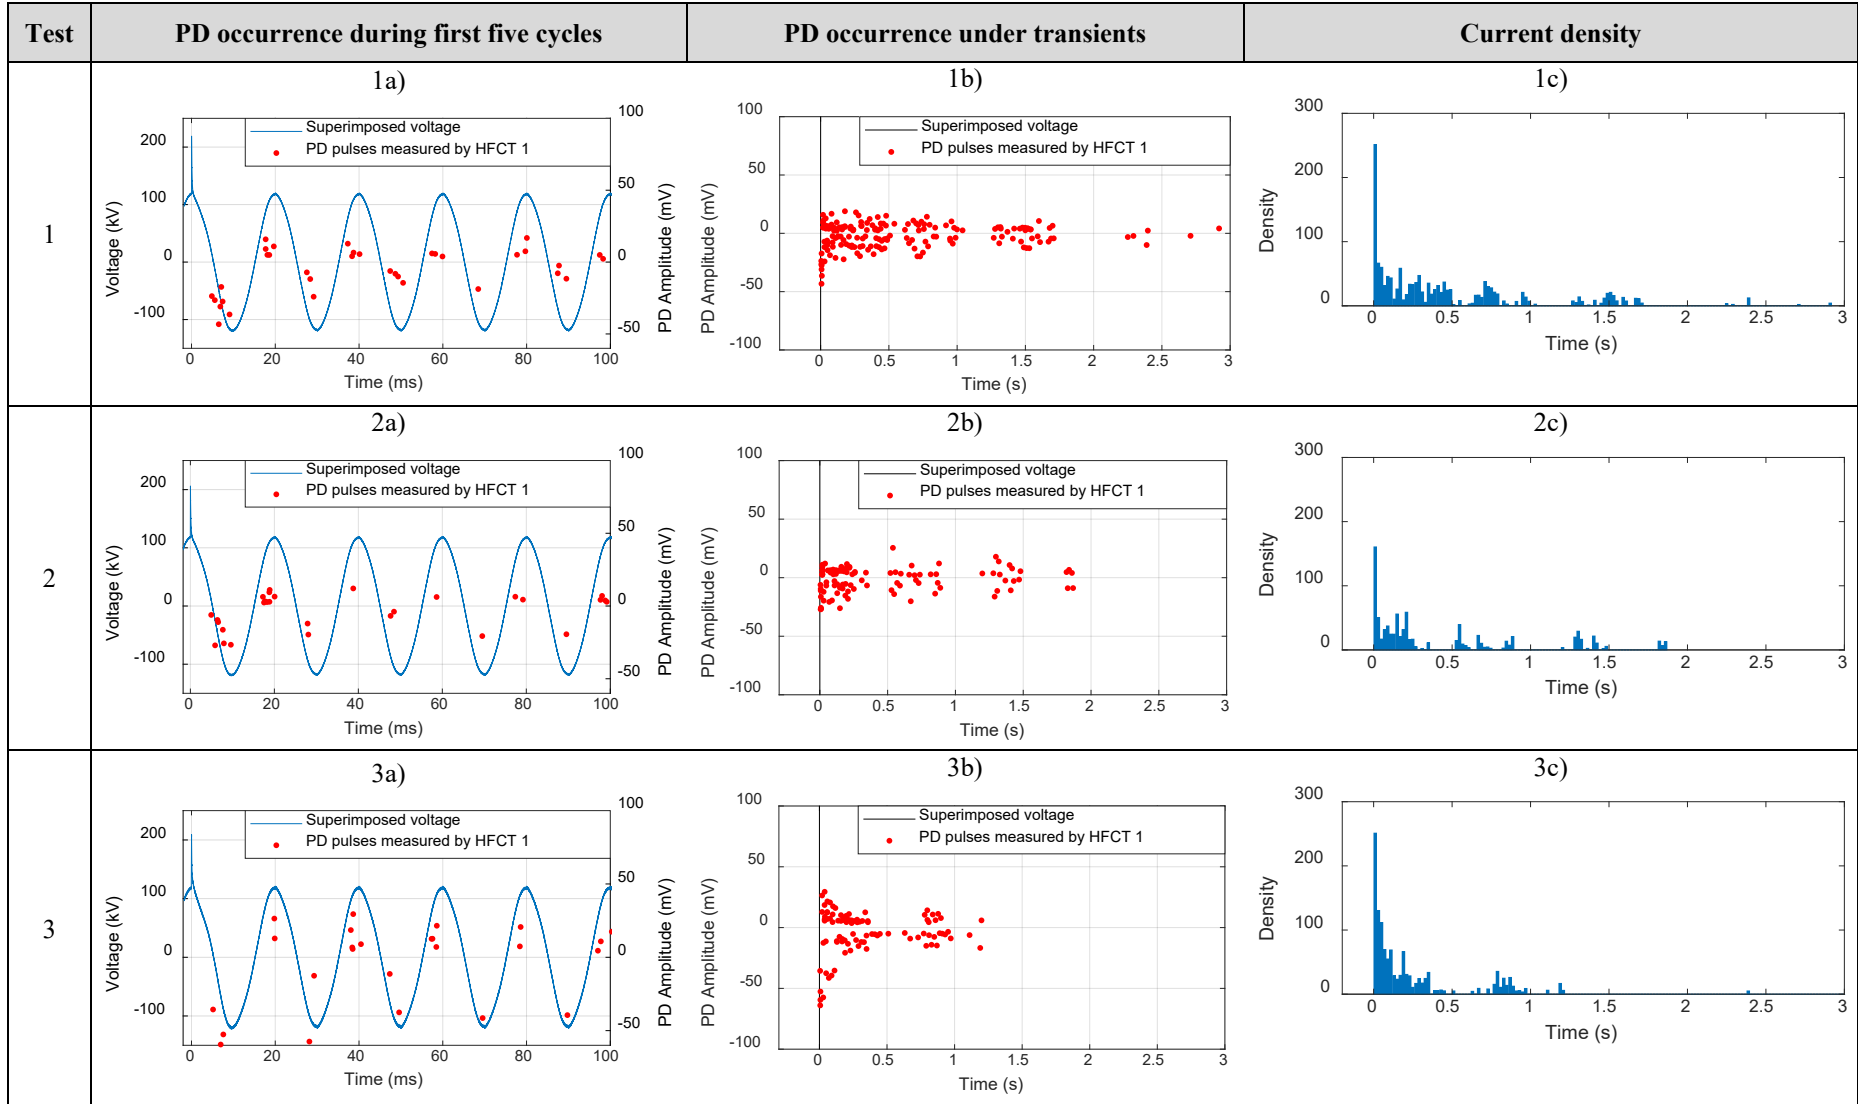 Test PD occurrence during first five cycles PD occurrence under transients Current density
1
1a)
Superimposed voltage
PD pulses measured by HFCT 1
Voltage (kV)
200
100
0
-100
PD Amplitude (mV)
100
50
0
-50
0 20 40 60 80 100
Time (ms)
1b)
Superimposed voltage
PD pulses measured by HFCT 1
PD Amplitude (mV)
100
50
0
-50
-100
0 0.5 1 1.5 2 2.5 3
Time (s)
1c)
Density
300
200
100
0
0 0.5 1 1.5 2 2.5 3
Time (s)
2
2a)
Superimposed voltage
PD pulses measured by HFCT 1
Voltage (kV)
200
100
0
-100
PD Amplitude (mV)
100
50
0
-50
0 20 40 60 80 100
Time (ms)
2b)
Superimposed voltage
PD pulses measured by HFCT 1
PD Amplitude (mV)
100
50
0
-50
-100
0 0.5 1 1.5 2 2.5 3
Time (s)
2c)
Density
300
200
100
0
0 0.5 1 1.5 2 2.5 3
Time (s)
3
3a)
Superimposed voltage
PD pulses measured by HFCT 1
Voltage (kV)
200
100
0
-100
PD Amplitude (mV)
100
50
0
-50
0 20 40 60 80 100
Time (ms)
3b)
Superimposed voltage
PD pulses measured by HFCT 1
PD Amplitude (mV)
100
50
0
-50
-100
0 0.5 1 1.5 2 2.5 3
Time (s)
3c)
Density
300
200
100
0
0 0.5 1 1.5 2 2.5 3
Time (s)